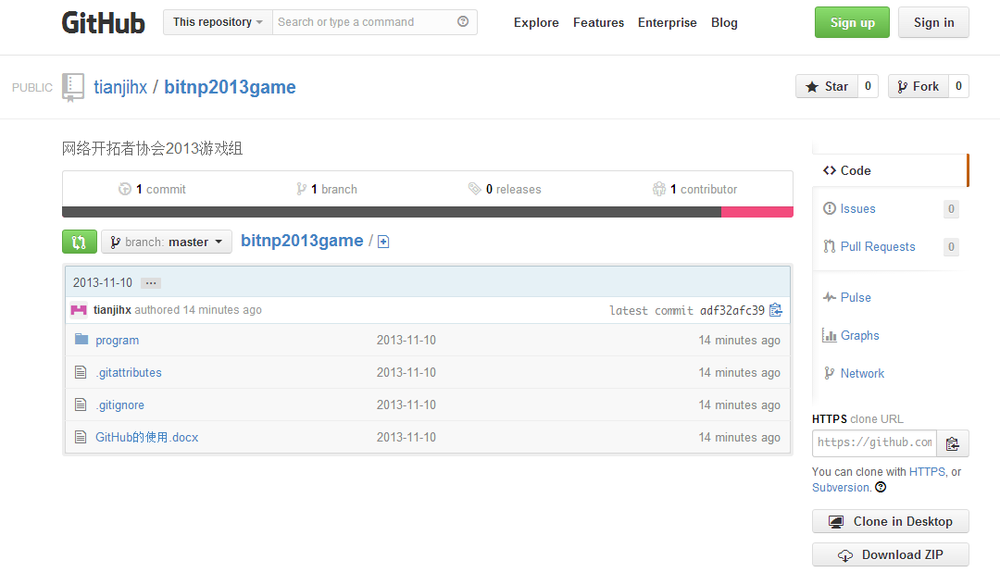 GitHub This repository Search or type a command Explore Features Enterprise Blog Sign up Sign in
PUBLIC tianjihx / bitnp2013game Star 0 Fork 0
网络开拓者协会2013游戏组
1 commit 1 branch 0 releases 1 contributor
branch: master bitnp2013game /
2013-11-10 ...
tianjihx authored 14 minutes ago latest commit adf32afc39
program 2013-11-10 14 minutes ago
.gitattributes 2013-11-10 14 minutes ago
.gitignore 2013-11-10 14 minutes ago
GitHub的使用.docx 2013-11-10 14 minutes ago
Code
Issues 0
Pull Requests 0
Pulse
Graphs
Network
HTTPS clone URL
https://github.con
You can clone with HTTPS, or
Subversion.
Clone in Desktop
Download ZIP